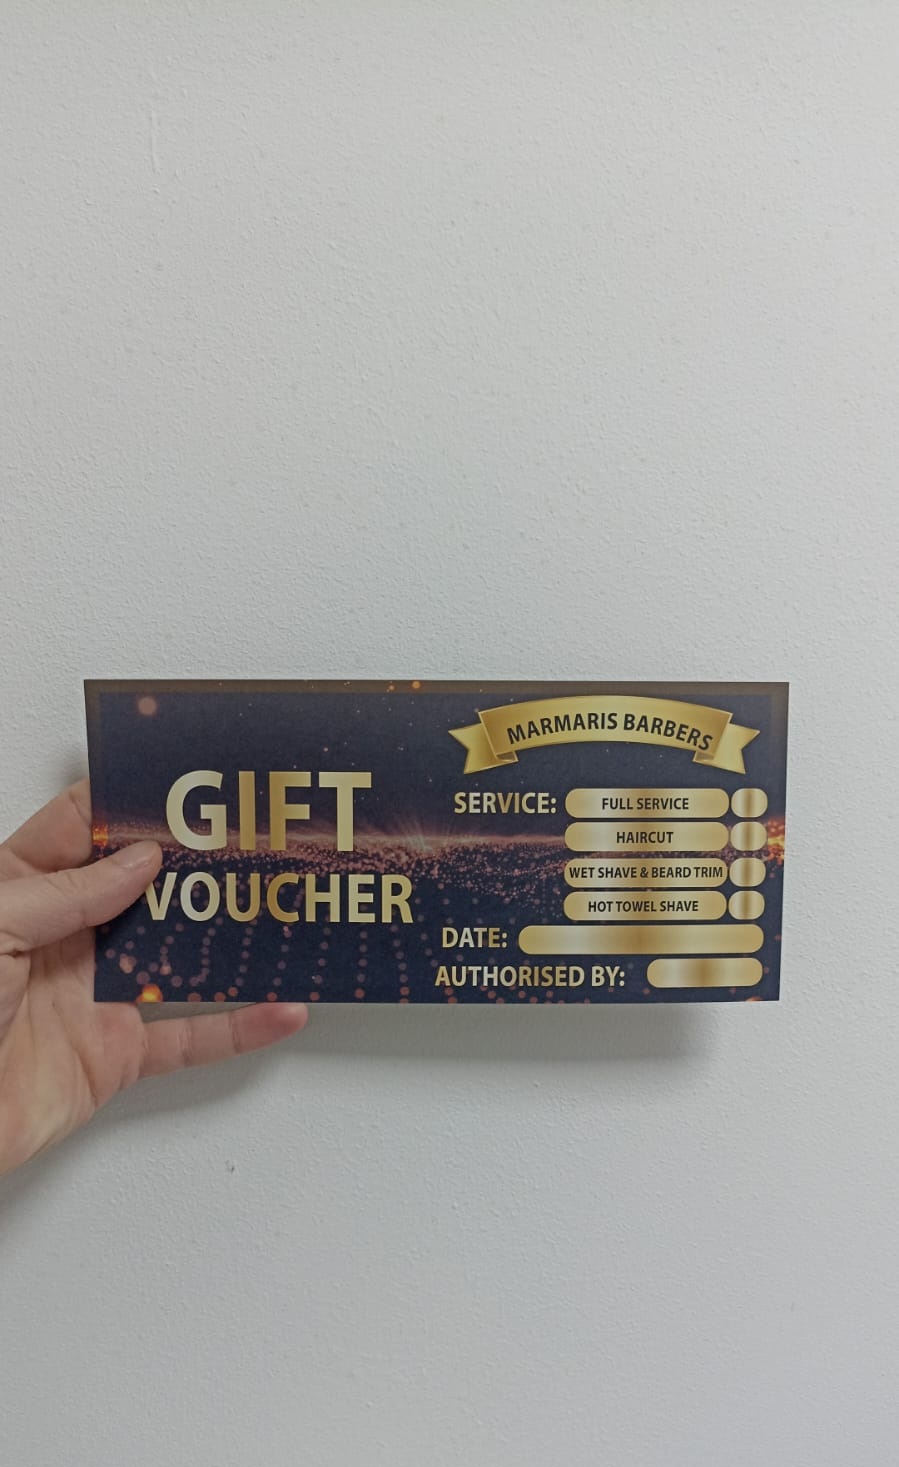 GIFT
VOUCHER
MARMARIS BARBERS
SERVICE: FULL SERVICE
HAIRCUT
WET SHAVE & BEARD TRIM
HOT TOWEL SHAVE
DATE:
AUTHORISED BY: